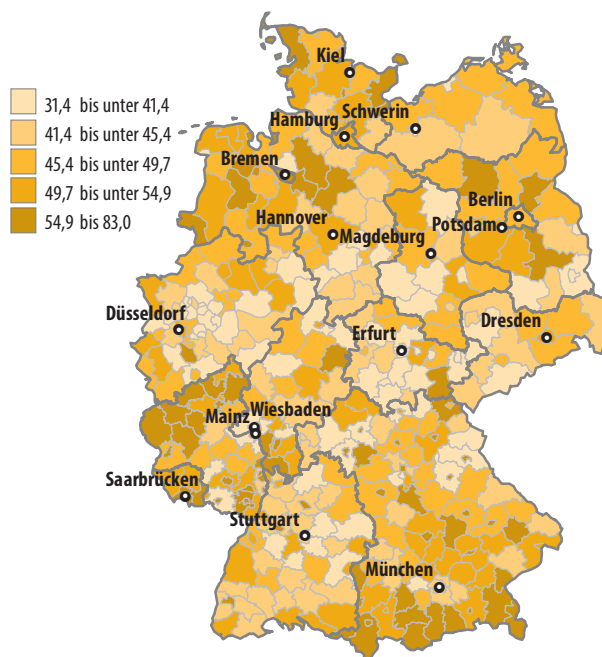 Kiel
31,4 bis unter 41,4
41,4 bis unter 45,4
45,4 bis unter 49,7
49,7 bis unter 54,9
54,9 bis 83,0
Schwerin
Hamburg
Bremen
Berlin
Hannover
Potsdam
Magdeburg
Düsseldorf
Erfurt
Dresden
Mainz
Wiesbaden
Saarbrücken
Stuttgart
München